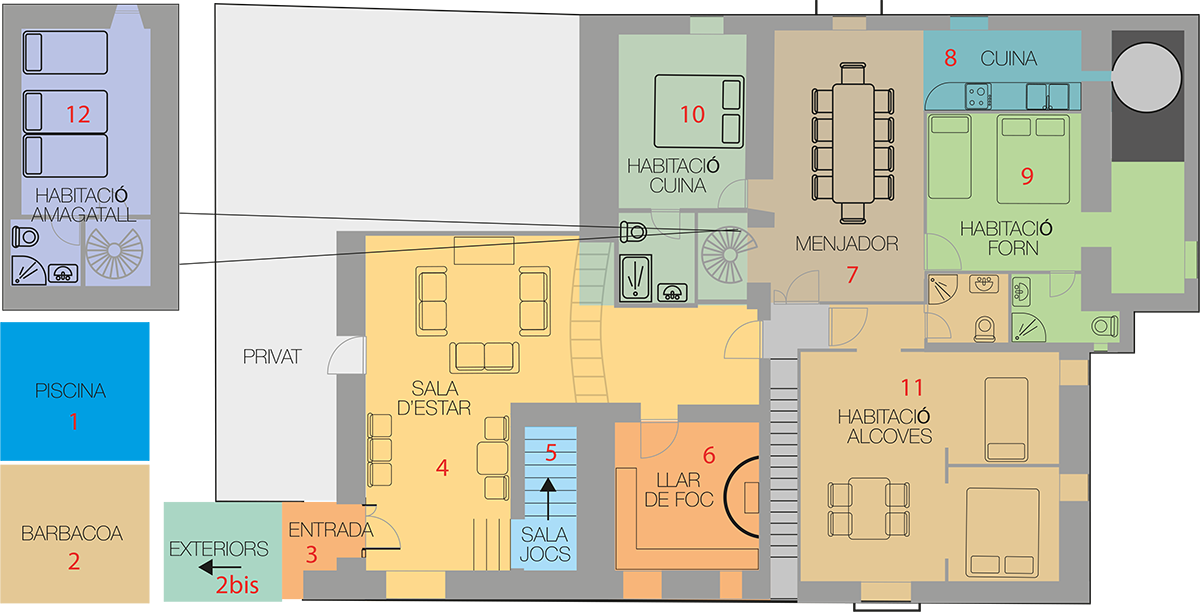 12
HABITACIÓ
AMAGATALL
PISCINA
1
BARBACOA
2
PRIVAT
EXTERIORS
2bis
ENTRADA
3
SALA
D'ESTAR
4
5
SALA
JOCS
6
LLAR
DE FOC
10
HABITACIÓ
CUINA
MENJADOR
7
8 CUINA
9
HABITACIÓ
FORN
11
HABITACIÓ
ALCOVES